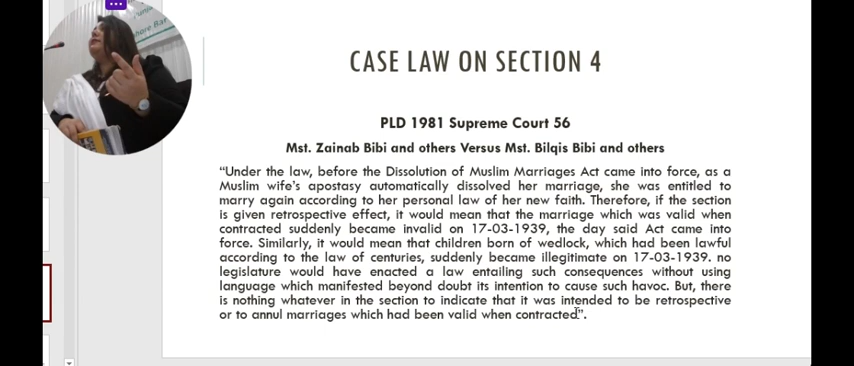 CASE LAW ON SECTION 4
PLD 1981 Supreme Court 56
Mst. Zainab Bibi and others Versus Mst. Bilqis Bibi and others
“Under the law, before the Dissolution of Muslim Marriages Act came into force, as a
Muslim wife’s apostasy automatically dissolved her marriage, she was entitled to
marry again according to her personal law of her new faith. Therefore, if the section
is given retrospective effect, it would mean that the marriage which was valid when
contracted suddenly became invalid on 17-03-1939, the day said Act came into
force. Similarly, it would mean that children born of wedlock, which had been lawful
according to the law of centuries, suddenly became illegitimate on 17-03-1939. no
legislature would have enacted a law entailing such consequences without using
language which manifested beyond doubt its intention to cause such havoc. But, there
is nothing whatever in the section to indicate that it was intended to be retrospective
or to annul marriages which had been valid when contracted”.